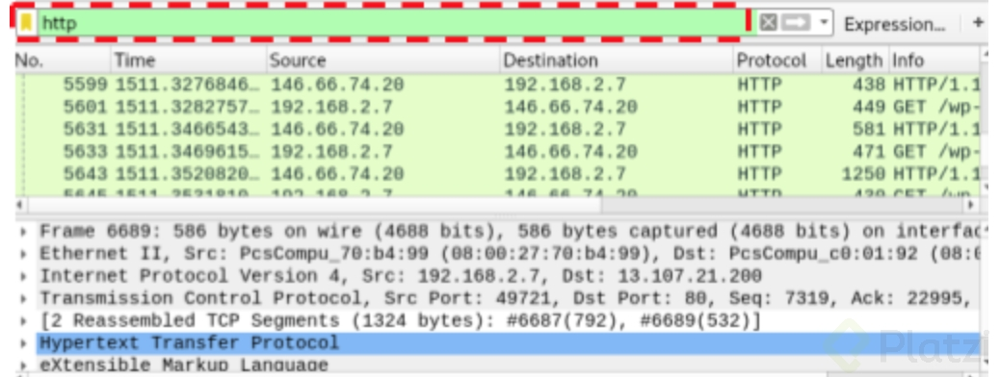 http Expression... +
No. Time Source Destination Protocol Length Info
5599 1511.3276846… 146.66.74.20 192.168.2.7 HTTP 438 HTTP/1.1
5601 1511.3282757… 192.168.2.7 146.66.74.20 HTTP 449 GET /wp-
5631 1511.3466543… 146.66.74.20 192.168.2.7 HTTP 581 HTTP/1.1
5633 1511.3469615… 192.168.2.7 146.66.74.20 HTTP 471 GET /wp-
5643 1511.3520820… 146.66.74.20 192.168.2.7 HTTP 1250 HTTP/1.1
192.168.2.7 146.66.74.20 HTTP GET
Frame 6689: 586 bytes on wire (4688 bits), 586 bytes captured (4688 bits) on interfac
Ethernet II, Src: PcsCompu_70:b4:99 (08:00:27:70:b4:99), Dst: PcsCompu_c0:01:92 (08:0
Internet Protocol Version 4, Src: 192.168.2.7, Dst: 13.107.21.200
Transmission Control Protocol, Src Port: 49721, Dst Port: 80, Seq: 7319, Ack: 22995,
[2 Reassembled TCP Segments (1324 bytes): #6687(792), #6689(532)]
Hypertext Transfer Protocol
eXtensible Markup Language
Platzi